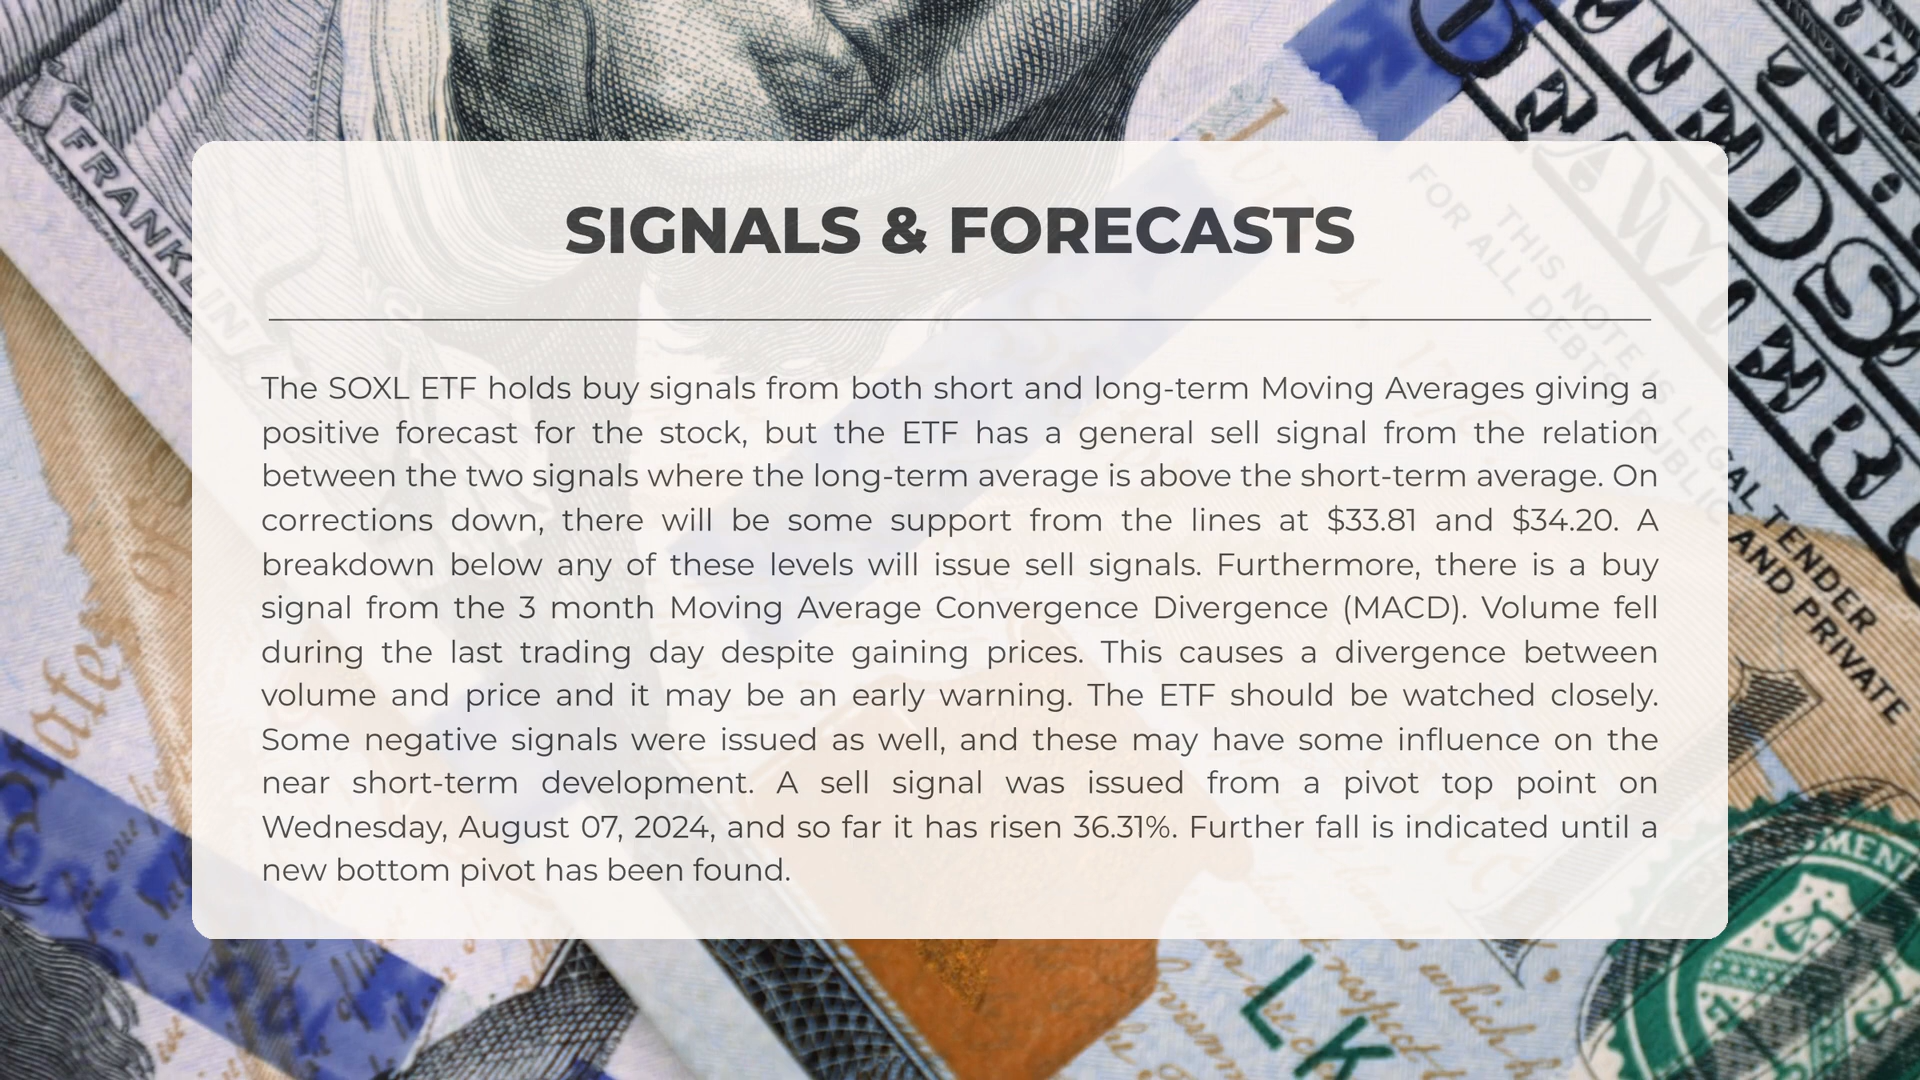 FRANKLIN
THIS NOTE IS LEGAL TENDER
FOR ALL DEBTS PUBLIC AND PRIVATE
SIGNALS & FORECASTS
The SOXL ETF holds buy signals from both short and long-term Moving Averages giving a
positive forecast for the stock, but the ETF has a general sell signal from the relation
between the two signals where the long-term average is above the short-term average. On
corrections down, there will be some support from the lines at $33.81 and $34.20. A
breakdown below any of these levels will issue sell signals. Furthermore, there is a buy
signal from the 3 month Moving Average Convergence Divergence (MACD). Volume fell
during the last trading day despite gaining prices. This causes a divergence between
volume and price and it may be an early warning. The ETF should be watched closely.
Some negative signals were issued as well, and these may have some influence on the
near short-term development. A sell signal was issued from a pivot top point on
Wednesday, August 07, 2024, and so far it has risen 36.31%. Further fall is indicated until a
new bottom pivot has been found.
L K